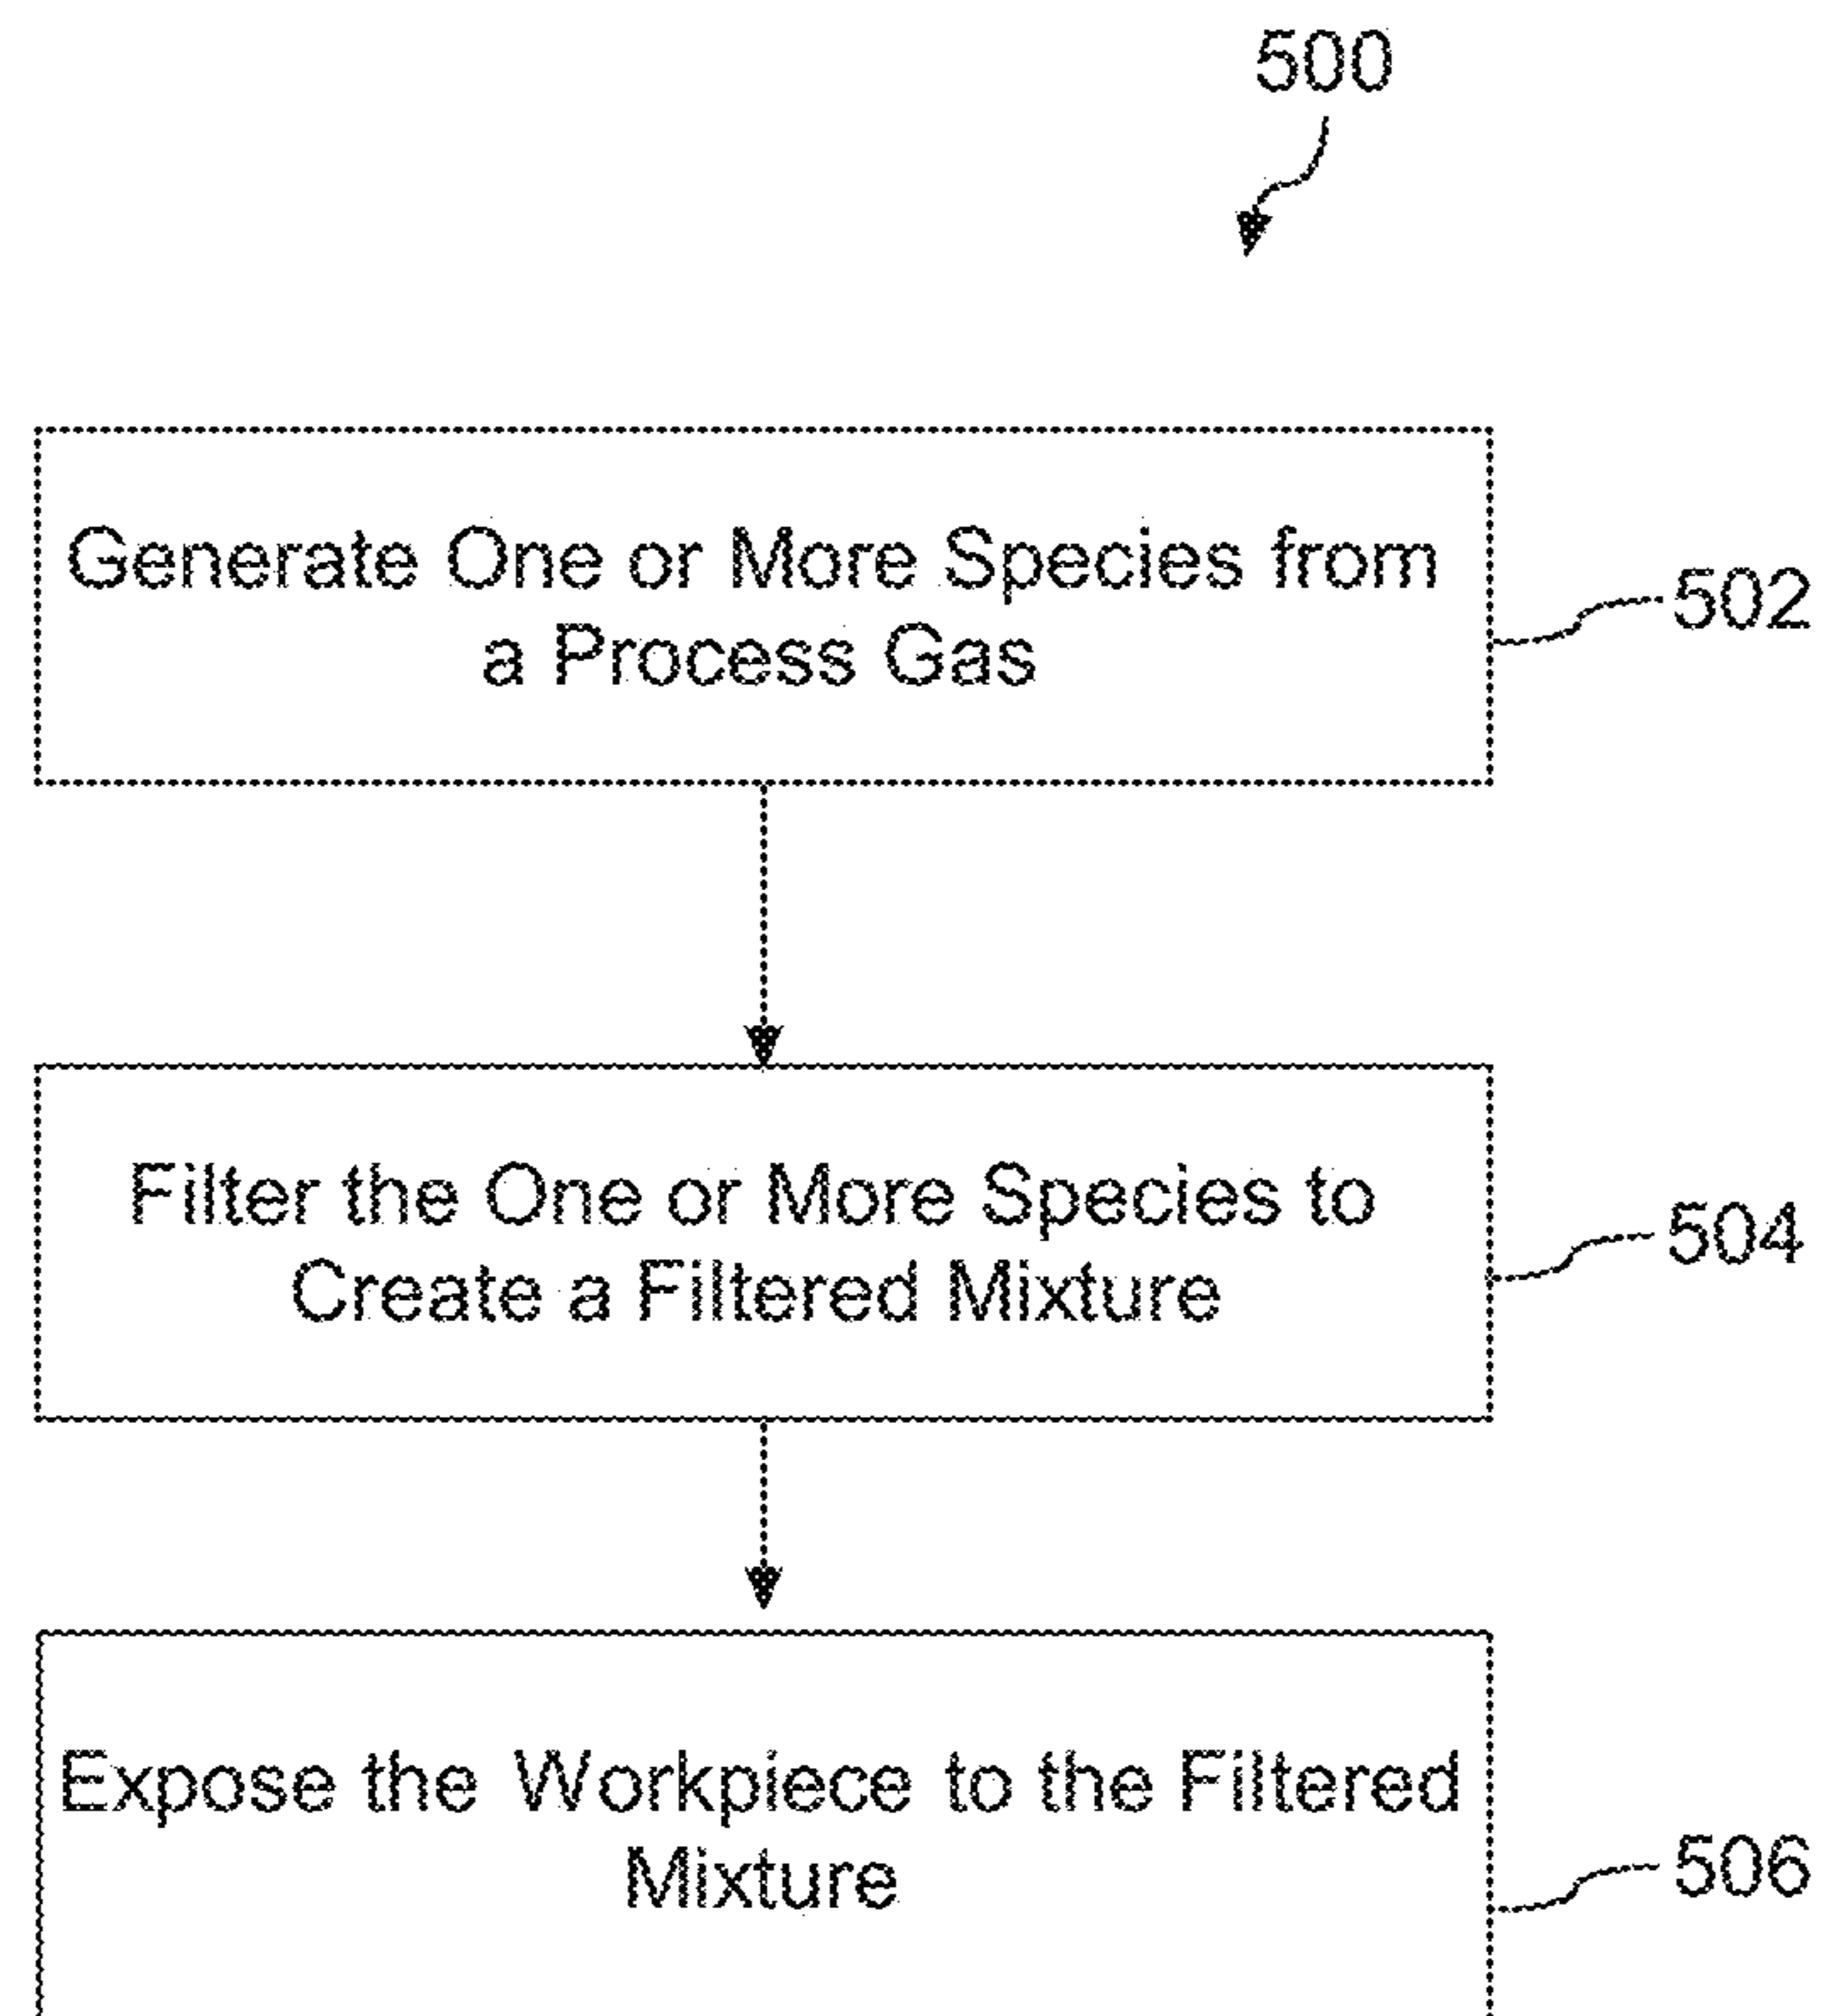 500
Generate One or More Species from
a Process Gas
502
Filter the One or More Species to
Create a Filtered Mixture
504
Expose the Workpiece to the Filtered
Mixture
506